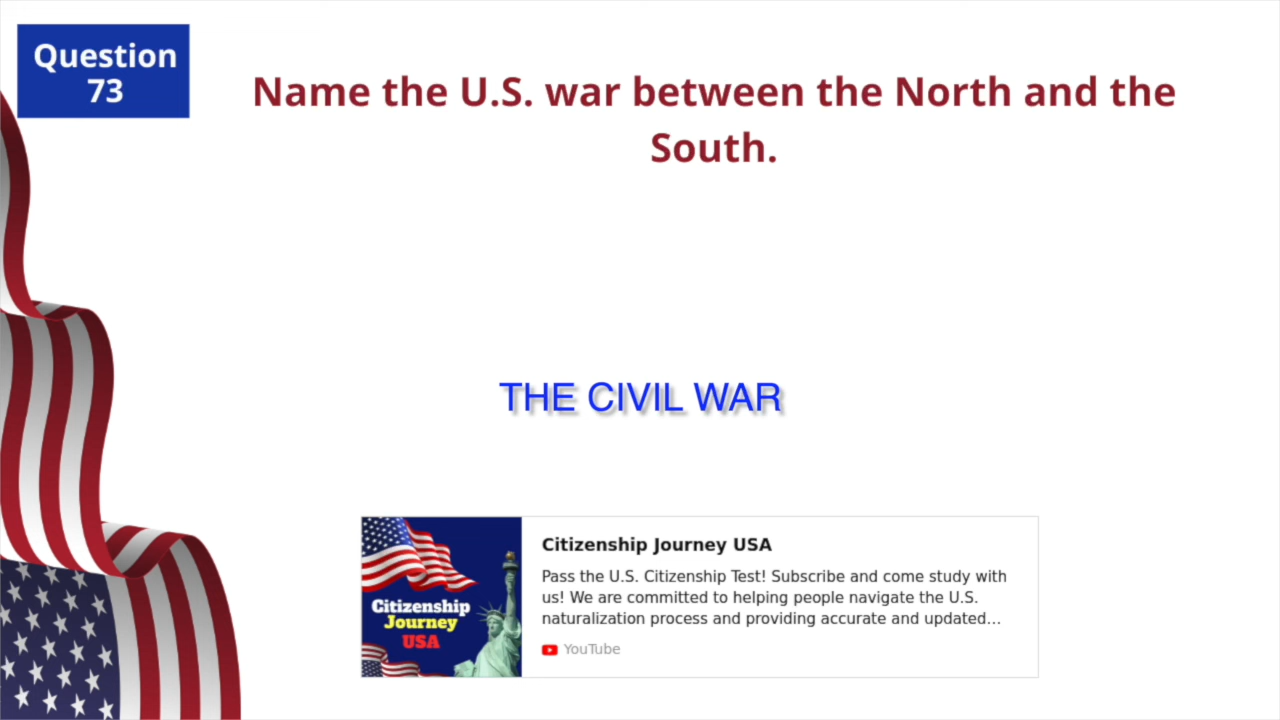 Question
73
Name the U.S. war between the North and the
South.
THE CIVIL WAR
Citizenship
Journey
USA
Citizenship Journey USA
Pass the U.S. Citizenship Test! Subscribe and come study with
us! We are committed to helping people navigate the U.S.
naturalization process and providing accurate and updated...
YouTube